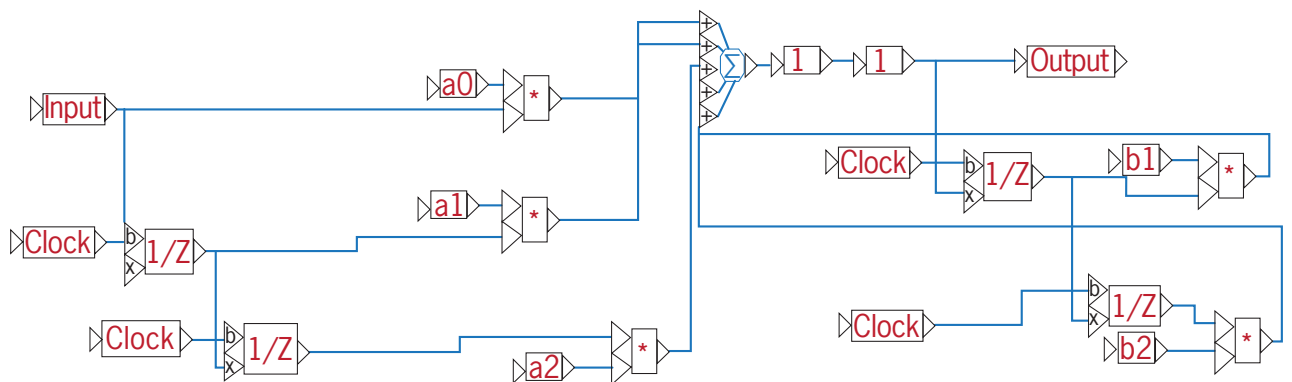 +
+
+
+
+
Σ
1
1
Output
a0
*
Input
Clock
b
x
1/Z
b1
*
a1
*
Clock
b
x
1/Z
Clock
b
x
1/Z
Clock
b
x
1/Z
*
b2
*
a2